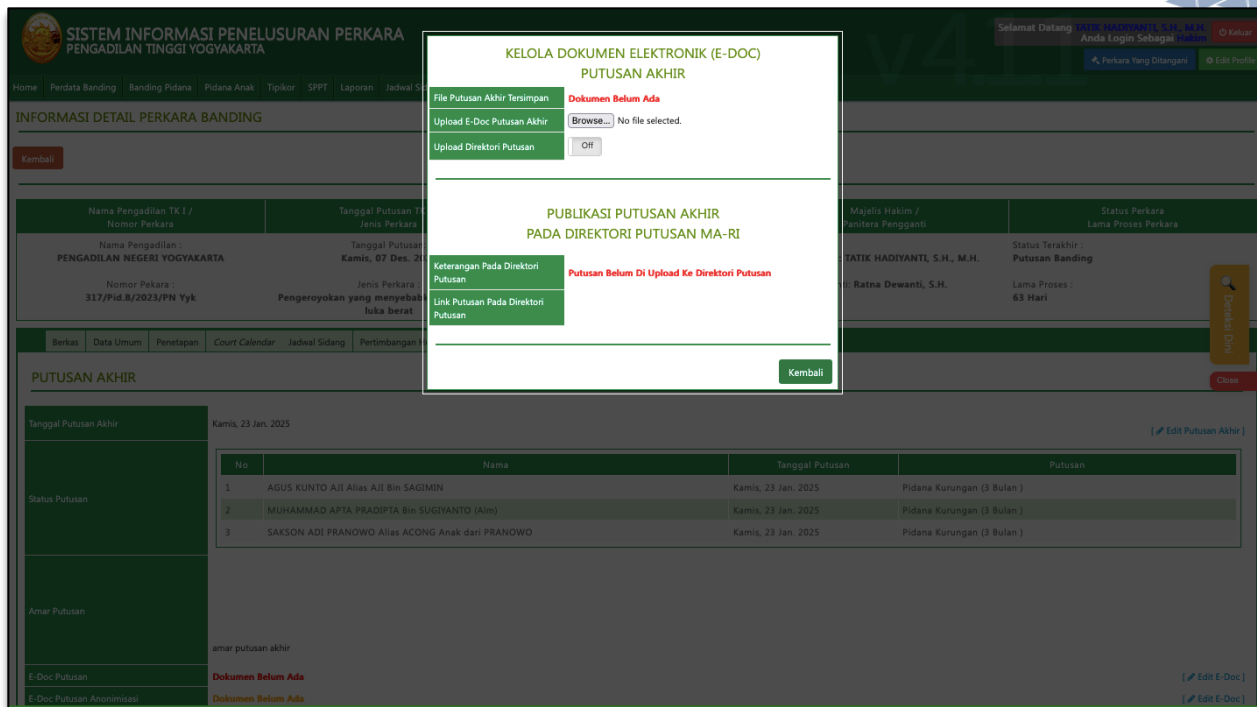 SISTEM INFORMASI PENELUSURAN PERKARA
PENGADILAN TINGGI YOGYAKARTA
Selamat Datang TATIK HADIYANTI, S.H., M.H.
Anda Login Sebagai Hakim
Keluar
Perkara Yang Ditangani
Edit Profile
Home Perdata Banding Banding Pidana Pidana Anak Tipikor SPPT Laporan Jadwal
INFORMASI DETAIL PERKARA BANDING
Kembali
KELOLA DOKUMEN ELEKTRONIK (E-DOC)
PUTUSAN AKHIR
File Putusan Akhir Tersimpan Dokumen Belum Ada
Upload E-Doc Putusan Akhir Browse... No file selected.
Upload Direktori Putusan Off
PUBLIKASI PUTUSAN AKHIR
PADA DIREKTORI PUTUSAN MA-RI
Keterangan Pada Direktori
Putusan
Putusan Belum Di Upload Ke Direktori Putusan
Link Putusan Pada Direktori
Putusan
Kembali
Nama Pengadilan TK I /
Nomor Perkara
Tanggal Putusan
Jenis Perkara
Majelis Hakim /
Panitera Pengganti
Status Perkara
Lama Proses Perkara
Nama Pengadilan :
PENGADILAN NEGERI YOGYAKARTA
Nomor Pekara :
317/Pid.B/2023/PN Yyk
Tanggal Putusan
Kamis, 07 Des.
Jenis Perkara :
Pengeroyokan yang
luka berat
: TATIK HADIYANTI, S.H., M.H.
: Ratna Dewanti, S.H.
Status Terakhir :
Putusan Banding
Lama Proses :
63 Hari
Deteksi Dini
Close
Berkas Data Umum Penetapan Court Calendar Jadwal Sidang Pertimbangan
PUTUSAN AKHIR
Tanggal Putusan Akhir Kamis, 23 Jan. 2025 [ Edit Putusan Akhir ]
Status Putusan
No Nama Tanggal Putusan Putusan
1 AGUS KUNTO AJI Alias AJI Bin SAGIMIN Kamis, 23 Jan. 2025 Pidana Kurungan (3 Bulan )
2 MUHAMMAD APTA PRADIPTA Bin SUGIYANTO (Alm) Kamis, 23 Jan. 2025 Pidana Kurungan (3 Bulan )
3 SAKSON ADI PRANOWO Alias ACONG Anak dari PRANOWO Kamis, 23 Jan. 2025 Pidana Kurungan (3 Bulan )
Amar Putusan
amar putusan akhir
E-Doc Putusan Dokumen Belum Ada [ Edit E-Doc ]
E-Doc Putusan Anonimisasi Dokumen Belum Ada [ Edit E-Doc ]